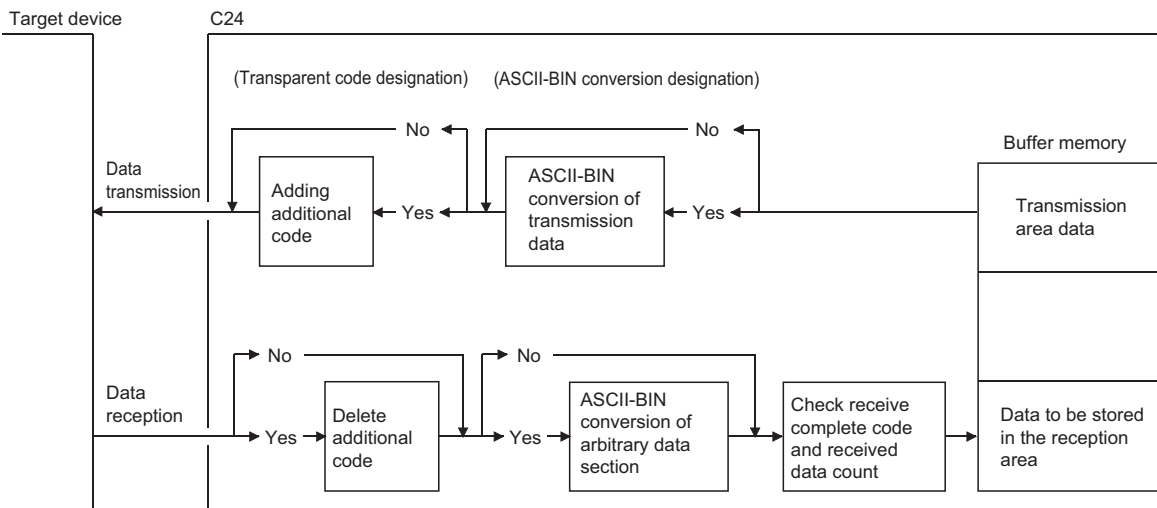 Target device
C24
(Transparent code designation)
(ASCII-BIN conversion designation)
No
No
Buffer memory
Data
transmission
Adding
additional
code
Yes
ASCII-BIN
conversion of
transmission
data
Yes
Transmission
area data
No
No
Data
reception
Yes
Delete
additional
code
Yes
ASCII-BIN
conversion of
arbitrary data
section
Check receive
complete code
and received
data count
Data to be stored
in the reception
area